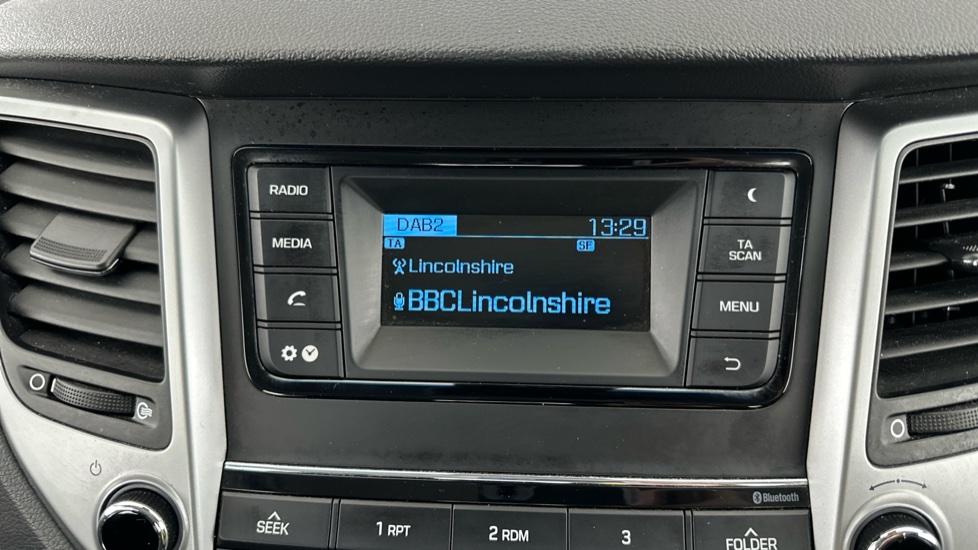 RADIO
MEDIA
DAB2 13:29
TA SF
Lincolnshire
BBCLincolnshire
TA
SCAN
MENU
Bluetooth
SEEK
1 RPT
2 RDM
3
FOLDER